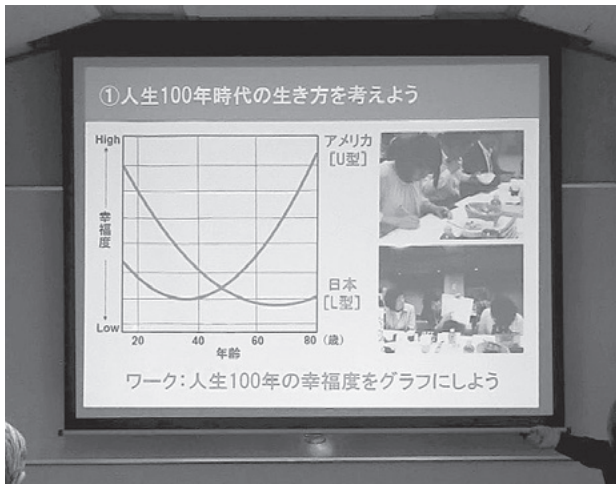 ①人生100年時代の生き方を考えよう
High
幸福度
Low
20 40 60 80 (歳)
年齢
アメリカ
[U型]
日本
[L型]
ワーク:人生100年の幸福度をグラフにしよう